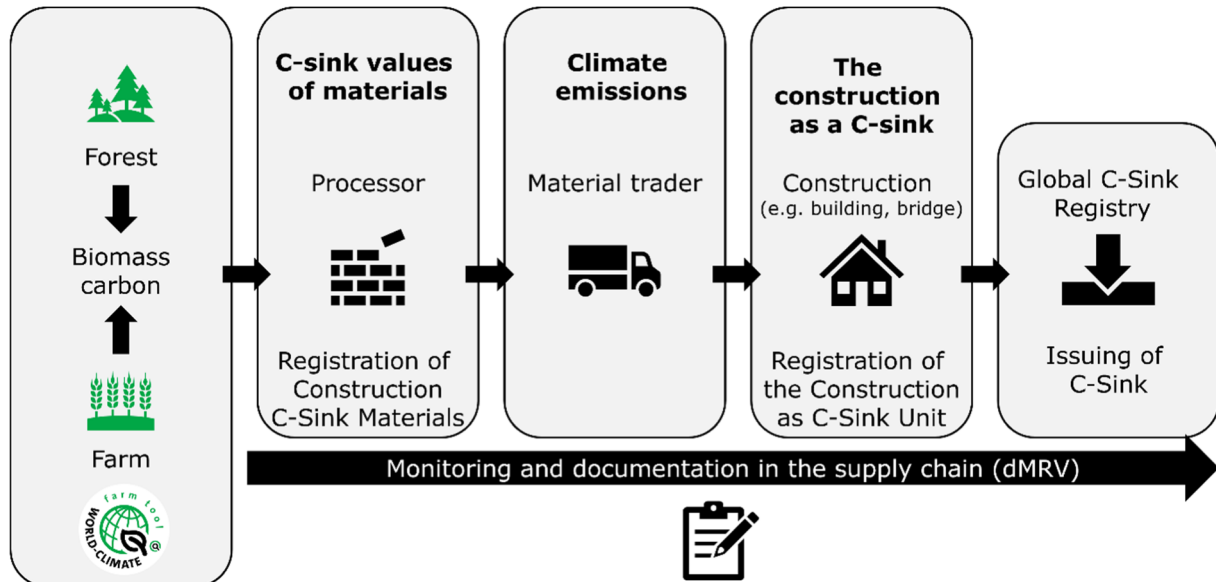 Forest
Biomass
carbon
Farm
farm tool
WORLD-CLIMATE
@
C-sink values
of materials
Processor
Registration of
Construction
C-Sink Materials
Climate
emissions
Material trader
The
construction
as a C-sink
Construction
(e.g. building, bridge)
Registration of
the Construction
as C-Sink Unit
Global C-Sink
Registry
Issuing of
C-Sink
Monitoring and documentation in the supply chain (dMRV)